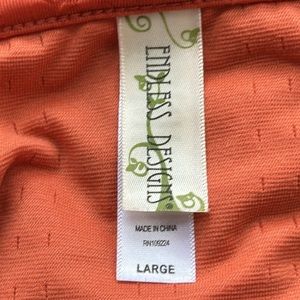 ENDLESS DESIGNS
MADE IN CHINA
RN109224
LARGE